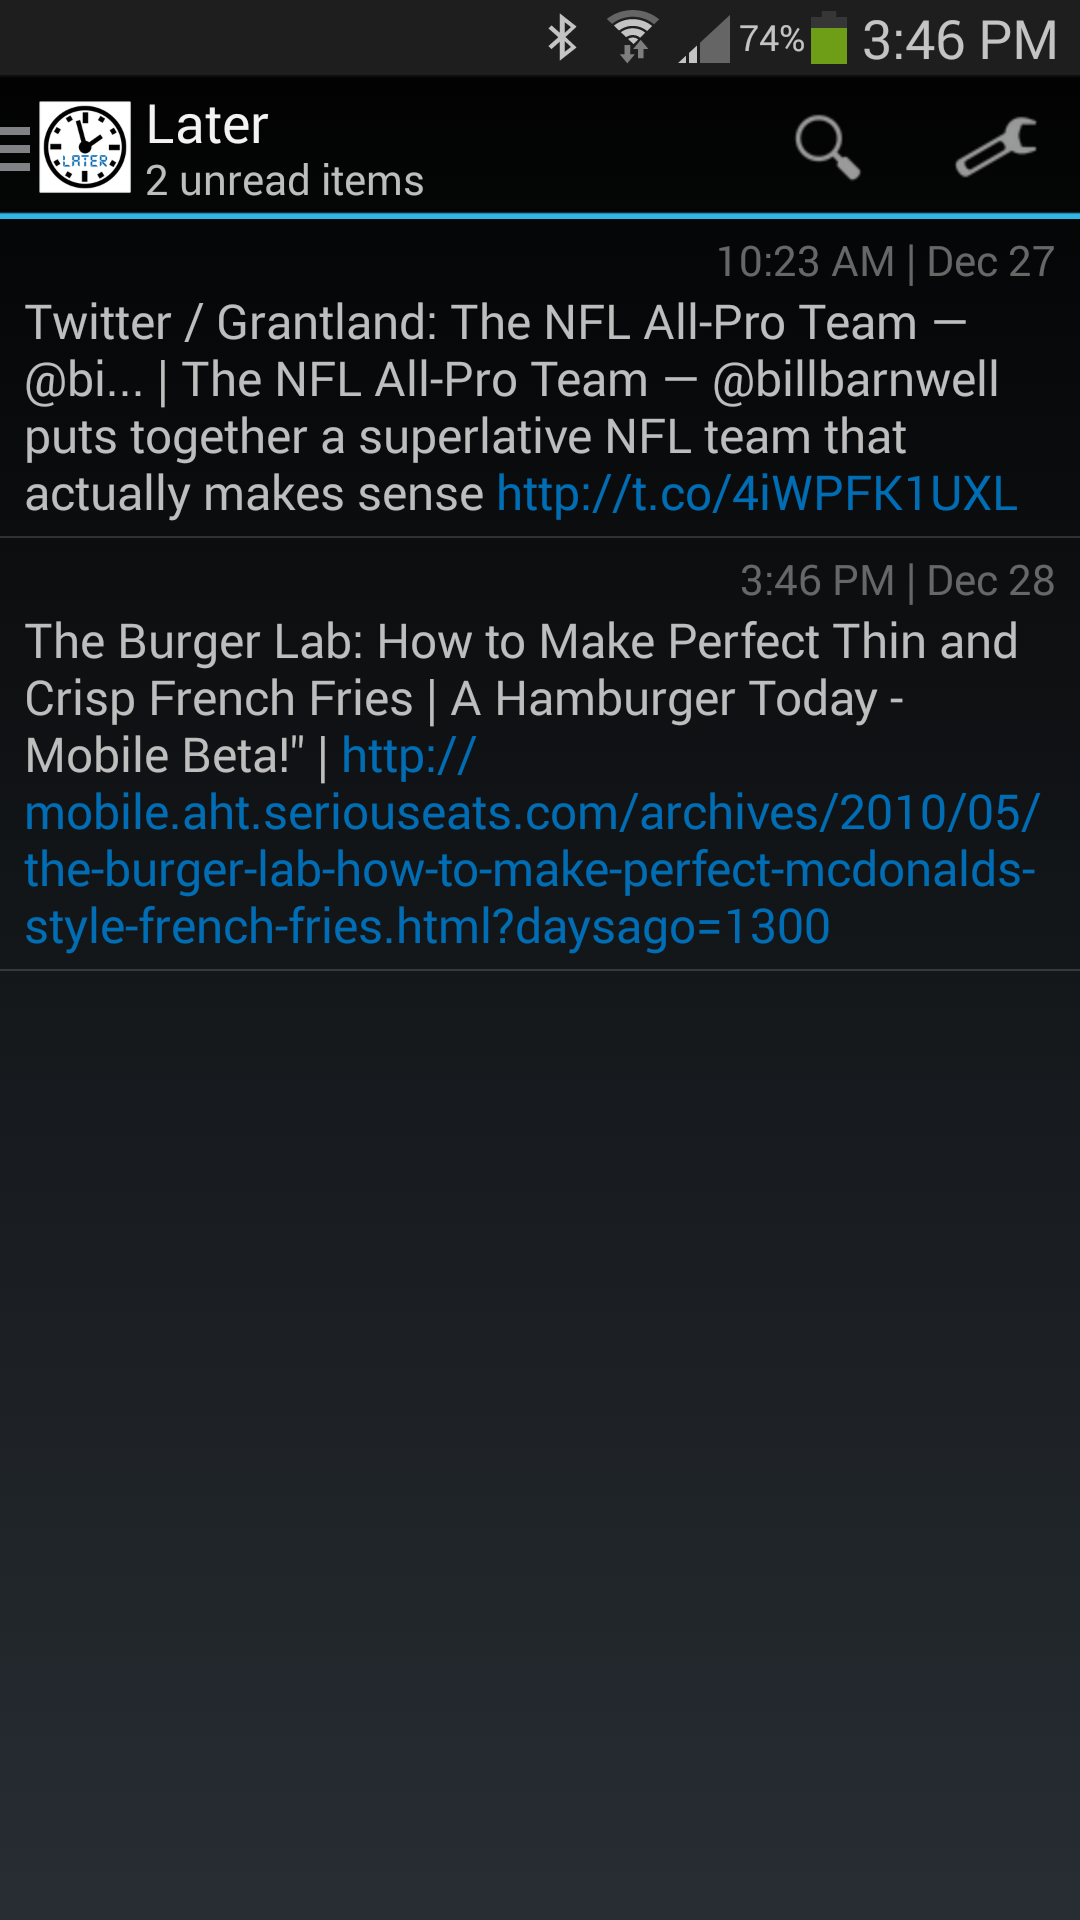 74% 3:46 PM
LATER
Later
2 unread items
10:23 AM | Dec 27
Twitter / Grantland: The NFL All-Pro Team —
@bi... | The NFL All-Pro Team — @billbarnwell
puts together a superlative NFL team that
actually makes sense http://t.co/4iWPFK1UXL
3:46 PM | Dec 28
The Burger Lab: How to Make Perfect Thin and
Crisp French Fries | A Hamburger Today -
Mobile Beta!" | http://
mobile.aht.seriouseats.com/archives/2010/05/
the-burger-lab-how-to-make-perfect-mcdonalds-
style-french-fries.html?daysago=1300